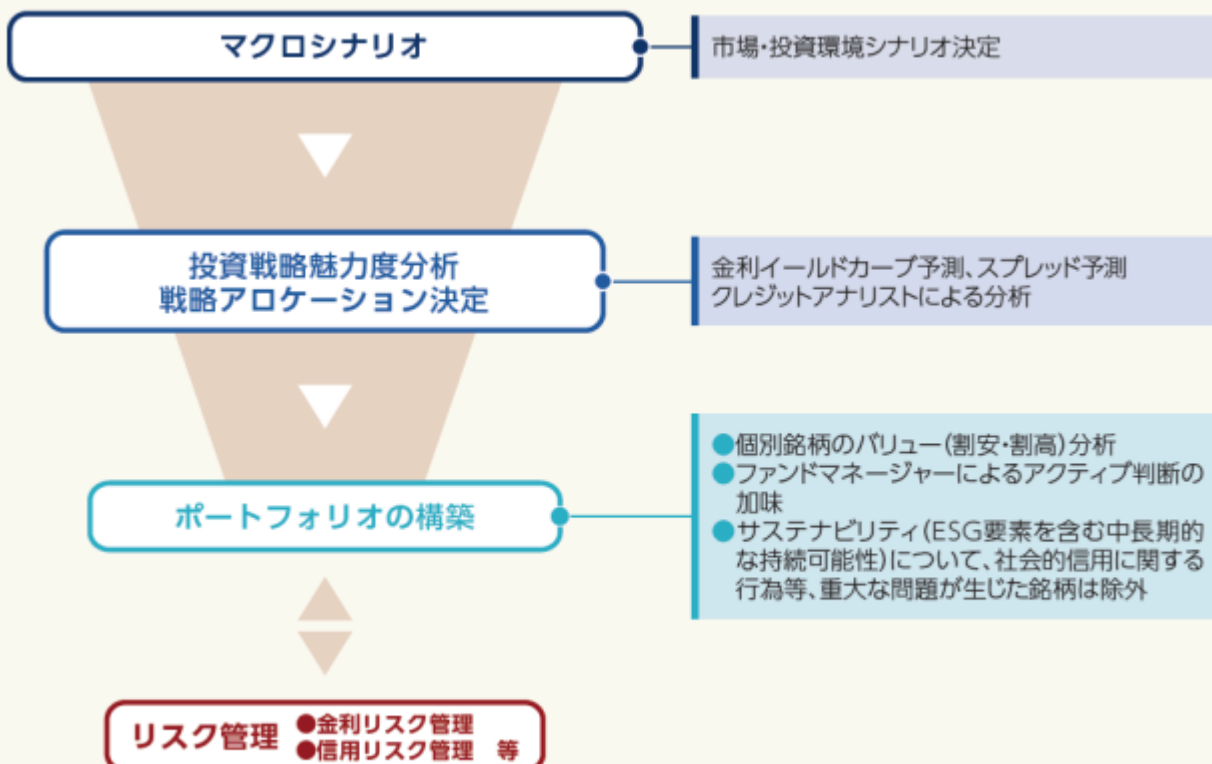 マクロシナリオ
市場・投資環境シナリオ決定
投資戦略魅力度分析
戦略アロケーション決定
金利イールドカーブ予測、スプレッド予測
クレジットアナリストによる分析
ポートフォリオの構築
●個別銘柄のバリュー(割安・割高)分析
●ファンドマネージャーによるアクティブ判断の
加味
●サステナビリティ(ESG要素を含む中長期的
な持続可能性)について、社会的信用に関する
行為等、重大な問題が生じた銘柄は除外
リスク管理
●金利リスク管理
●信用リスク管理 等